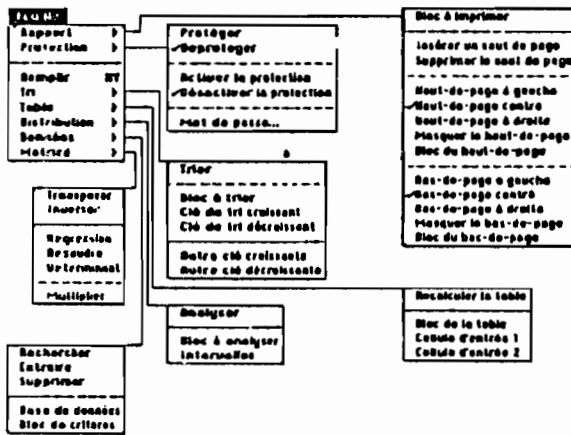 Rapport
Protection
Remplir
Tri
Table
Distribution
Données
Matrice
Protéger
Déprotéger
Activer la protection
Désactiver la protection
Mot de passe...
Bloc à imprimer
Insérer un saut de page
Supprimer le saut de page
Haut-de-page à gauche
Haut-de-page centré
Haut-de-page à droite
Masquer le haut-de-page
Bloc du haut-de-page
Bas-de-page à gauche
Bas-de-page centré
Bas-de-page à droite
Masquer le bas-de-page
Bloc du bas-de-page
Trier
Bloc à trier
Clé de tri croissant
Clé de tri décroissant
Autre clé croissante
Autre clé décroissante
Transposer
Inverser
Régression
Résoudre
Déterminant
Multiplier
Analyser
Bloc à analyser
Intervalles
Recalculer la table
Bloc de la table
Cellule d'entrée 1
Cellule d'entrée 2
Rechercher
Extraire
Supprimer
Base de données
Bloc de critères